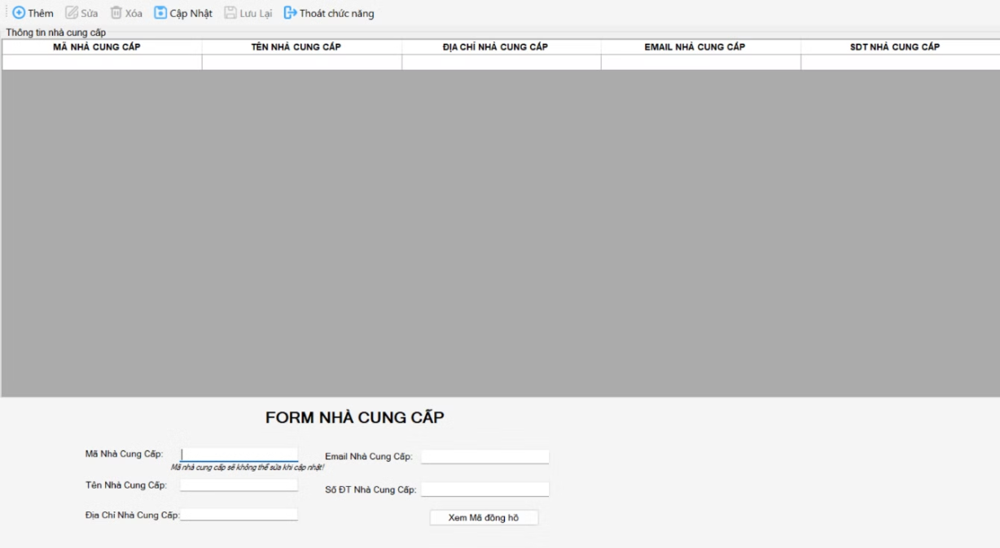 Thêm Sửa Xóa Cập Nhật Lưu Lại Thoát chức năng
Thông tin nhà cung cấp
MÃ NHÀ CUNG CẤP TÊN NHÀ CUNG CẤP ĐỊA CHỈ NHÀ CUNG CẤP EMAIL NHÀ CUNG CẤP SDT NHÀ CUNG CẤP
FORM NHÀ CUNG CẤP
Mã Nhà Cung Cấp: Email Nhà Cung Cấp:
Mã nhà cung cấp sẽ không thể sửa khi cập nhật!
Tên Nhà Cung Cấp: Số ĐT Nhà Cung Cấp:
Địa Chỉ Nhà Cung Cấp: Xem Mã đồng hồ